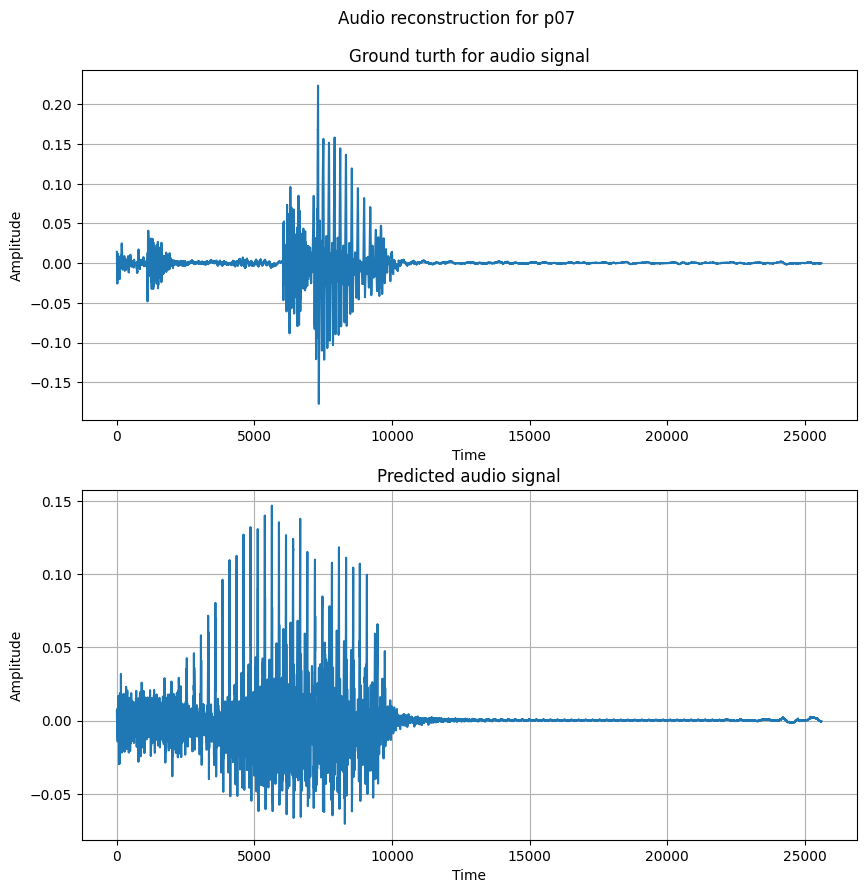 Audio reconstruction for p07
Ground turth for audio signal
0.20
0.15
0.10
0.05
0.00
−0.05
−0.10
−0.15
Amplitude
0 5000 10000 15000 20000 25000
Time
Predicted audio signal
0.15
0.10
0.05
0.00
−0.05
Amplitude
0 5000 10000 15000 20000 25000
Time